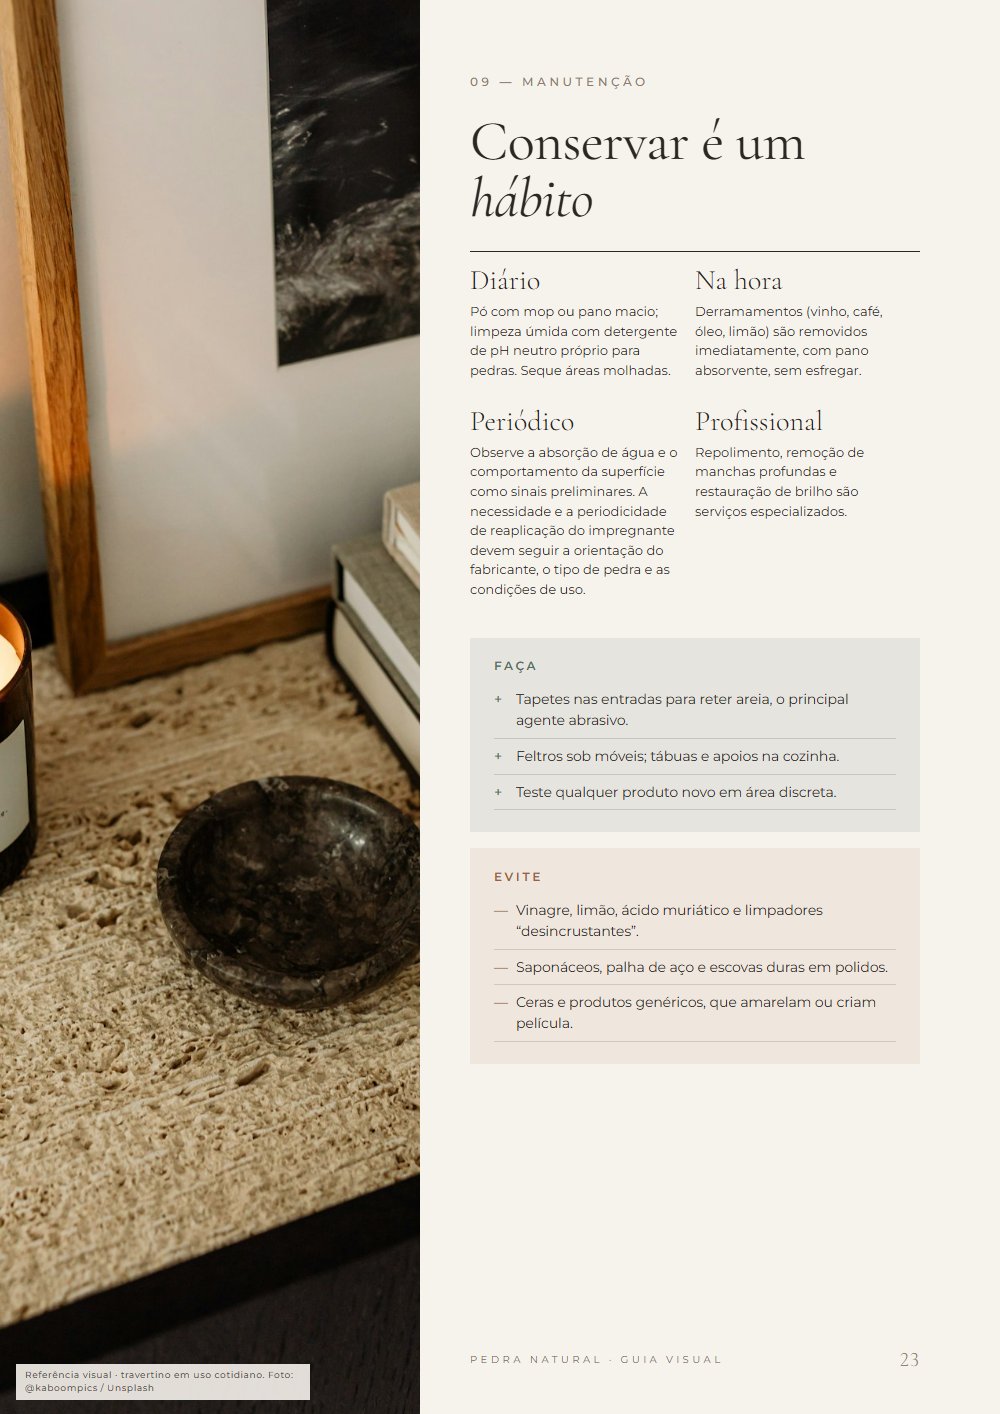 09 — MANUTENÇÃO
Conservar é um
hábito
Diário
Pó com mop ou pano macio;
limpeza úmida com detergente
de pH neutro próprio para
pedras. Seque áreas molhadas.
Na hora
Derramamentos (vinho, café,
óleo, limão) são removidos
imediatamente, com pano
absorvente, sem esfregar.
Periódico
Observe a absorção de água e o
comportamento da superfície
como sinais preliminares. A
necessidade e a periodicidade
de reaplicação do impregnante
devem seguir a orientação do
fabricante, o tipo de pedra e as
condições de uso.
Profissional
Repolimento, remoção de
manchas profundas e
restauração de brilho são
serviços especializados.
FAÇA
+ Tapetes nas entradas para reter areia, o principal
agente abrasivo.
+ Feltros sob móveis; tábuas e apoios na cozinha.
+ Teste qualquer produto novo em área discreta.
EVITE
— Vinagre, limão, ácido muriático e limpadores
“desincrustantes”.
— Saponáceos, palha de aço e escovas duras em polidos.
— Ceras e produtos genéricos, que amarelam ou criam
película.
Referência visual · travertino em uso cotidiano. Foto:
@kaboompics / Unsplash
PEDRA NATURAL · GUIA VISUAL
23